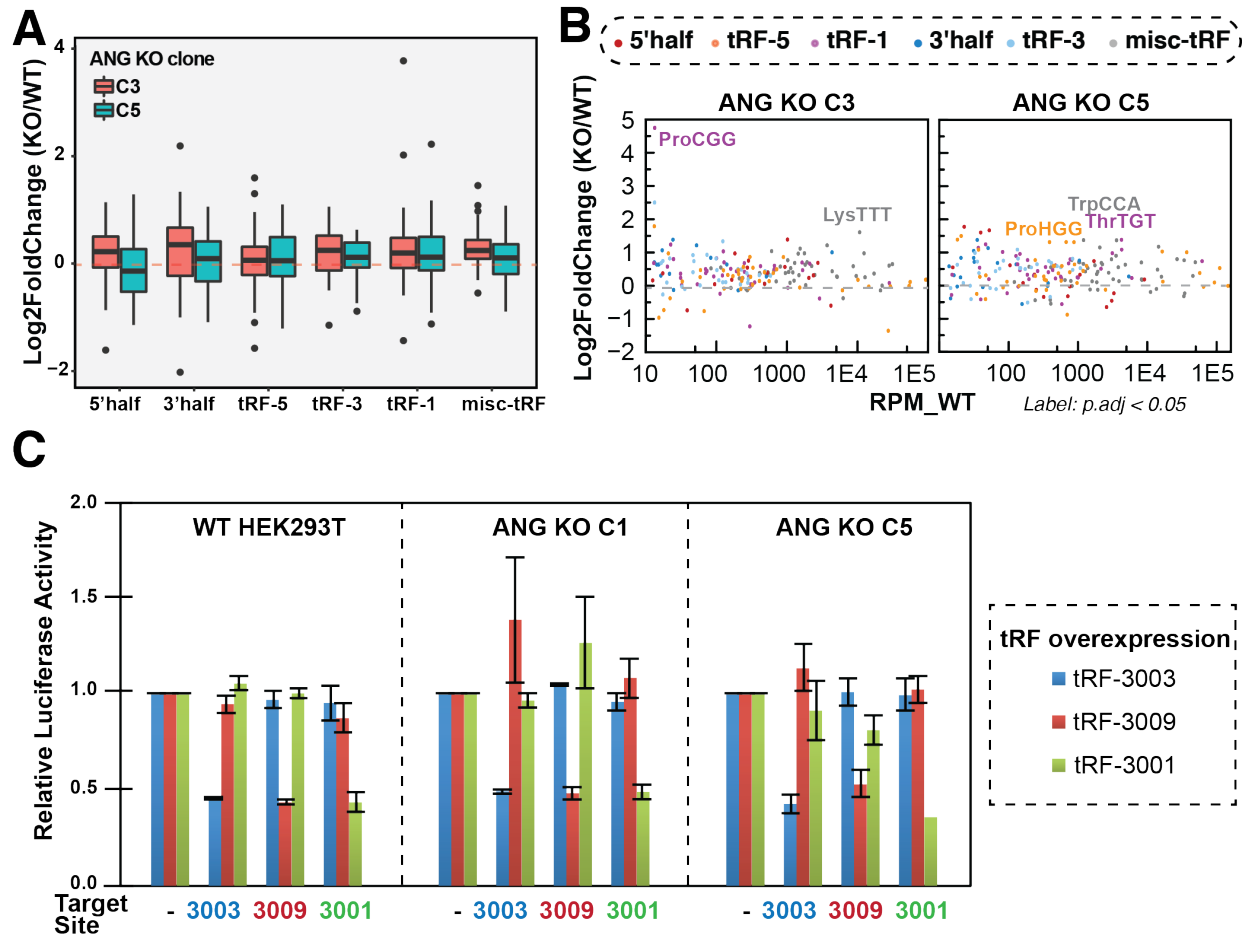 A
Log2FoldChange (KO/WT)
4
2
0
−2
ANG KO clone
C3
C5
5'half 3'half tRF-5 tRF-3 tRF-1 misc-tRF
B
5'half tRF-5 tRF-1 3'half tRF-3 misc-tRF
Log2FoldChange (KO/WT)
ANG KO C3 ANG KO C5
5
4
3
2
1
0
−1
−2
ProCGG
LysTTT
TrpCCA
ThrTGT
ProHGG
10 100 1000 1E4 1E5 100 1000 1E4 1E5
RPM_WT
Label: p.adj < 0.05
C
Relative Luciferase Activity
2.0
1.5
1.0
0.5
0.0
WT HEK293T ANG KO C1 ANG KO C5
tRF overexpression
tRF-3003
tRF-3009
tRF-3001
Target
Site
- 3003 3009 3001 - 3003 3009 3001 - 3003 3009 3001